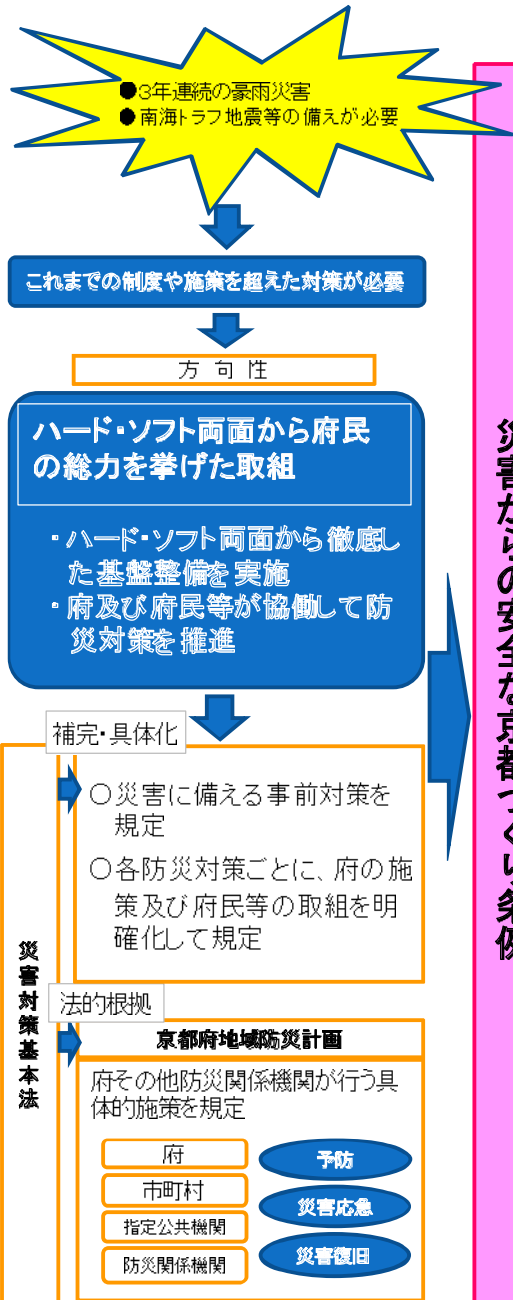 ●3年連続の豪雨災害
●南海トラフ地震等の備えが必要
これまでの制度や施策を超えた対策が必要
方向性
ハード・ソフト両面から府民
の総力を挙げた取組
・ハード・ソフト両面から徹底し
た基盤整備を実施
・府及び府民等が協働して防
災対策を推進
補完・具体化
○災害に備える事前対策を
規定
○各防災対策ごとに、府の施
策及び府民等の取組を明
確化して規定
災害対策基本法
法的根拠
京都府地域防災計画
府その他防災関係機関が行う具
体的施策を規定
府
市町村
指定公共機関
防災関係機関
予防
災害応急
災害復旧
災害からの安全な京都づくり条例